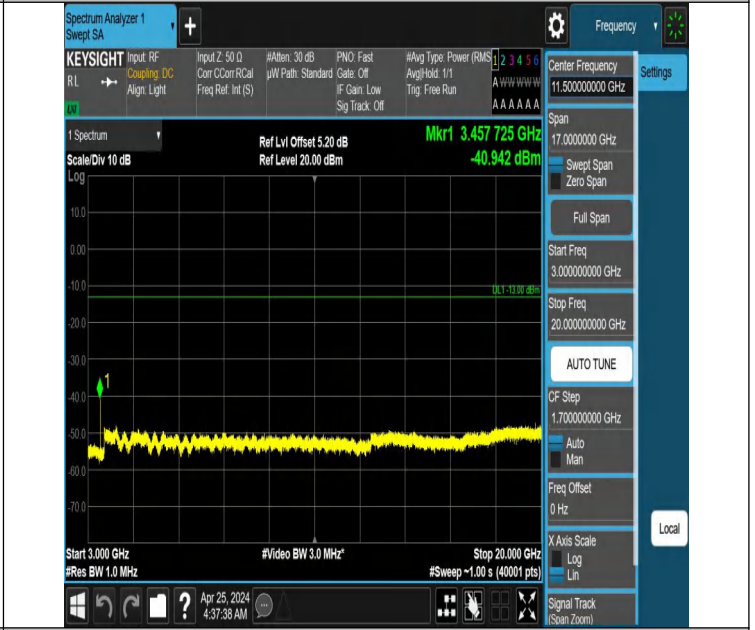 Spectrum Analyzer 1
Swept SA
Frequency
KEYSIGHT
RL
LXI
Input: RF
Coupling: DC
Align: Light
Input Z: 50 Ω
Corr CCorr RCal
Freq Ref: Int (S)
#Atten: 30 dB
µW Path: Standard
PNO: Fast
Gate: Off
IF Gain: Low
Sig Track: Off
#Avg Type: Power (RMS
Avg|Hold: 1/1
Trig: Free Run
1 2 3 4 5 6
A W W W W W
A A A A A A
1 Spectrum
Scale/Div 10 dB
Log
Ref Lvl Offset 5.20 dB
Ref Level 20.00 dBm
Mkr1 3.457 725 GHz
-40.942 dBm
10.0
0.00
-10.0
DL1 -13.00 dBm
-20.0
-30.0
1
-40.0
-50.0
-60.0
-70.0
Start 3.000 GHz
#Res BW 1.0 MHz
#Video BW 3.0 MHz*
Stop 20.000 GHz
#Sweep ~1.00 s (40001 pts)
Apr 25, 2024
4:37:38 AM
Center Frequency
11.500000000 GHz
Span
17.0000000 GHz
Swept Span
Zero Span
Full Span
Start Freq
3.000000000 GHz
Stop Freq
20.000000000 GHz
AUTO TUNE
CF Step
1.700000000 GHz
Auto
Man
Freq Offset
0 Hz
X Axis Scale
Log
Lin
Signal Track
(Span Zoom)
Settings
Local